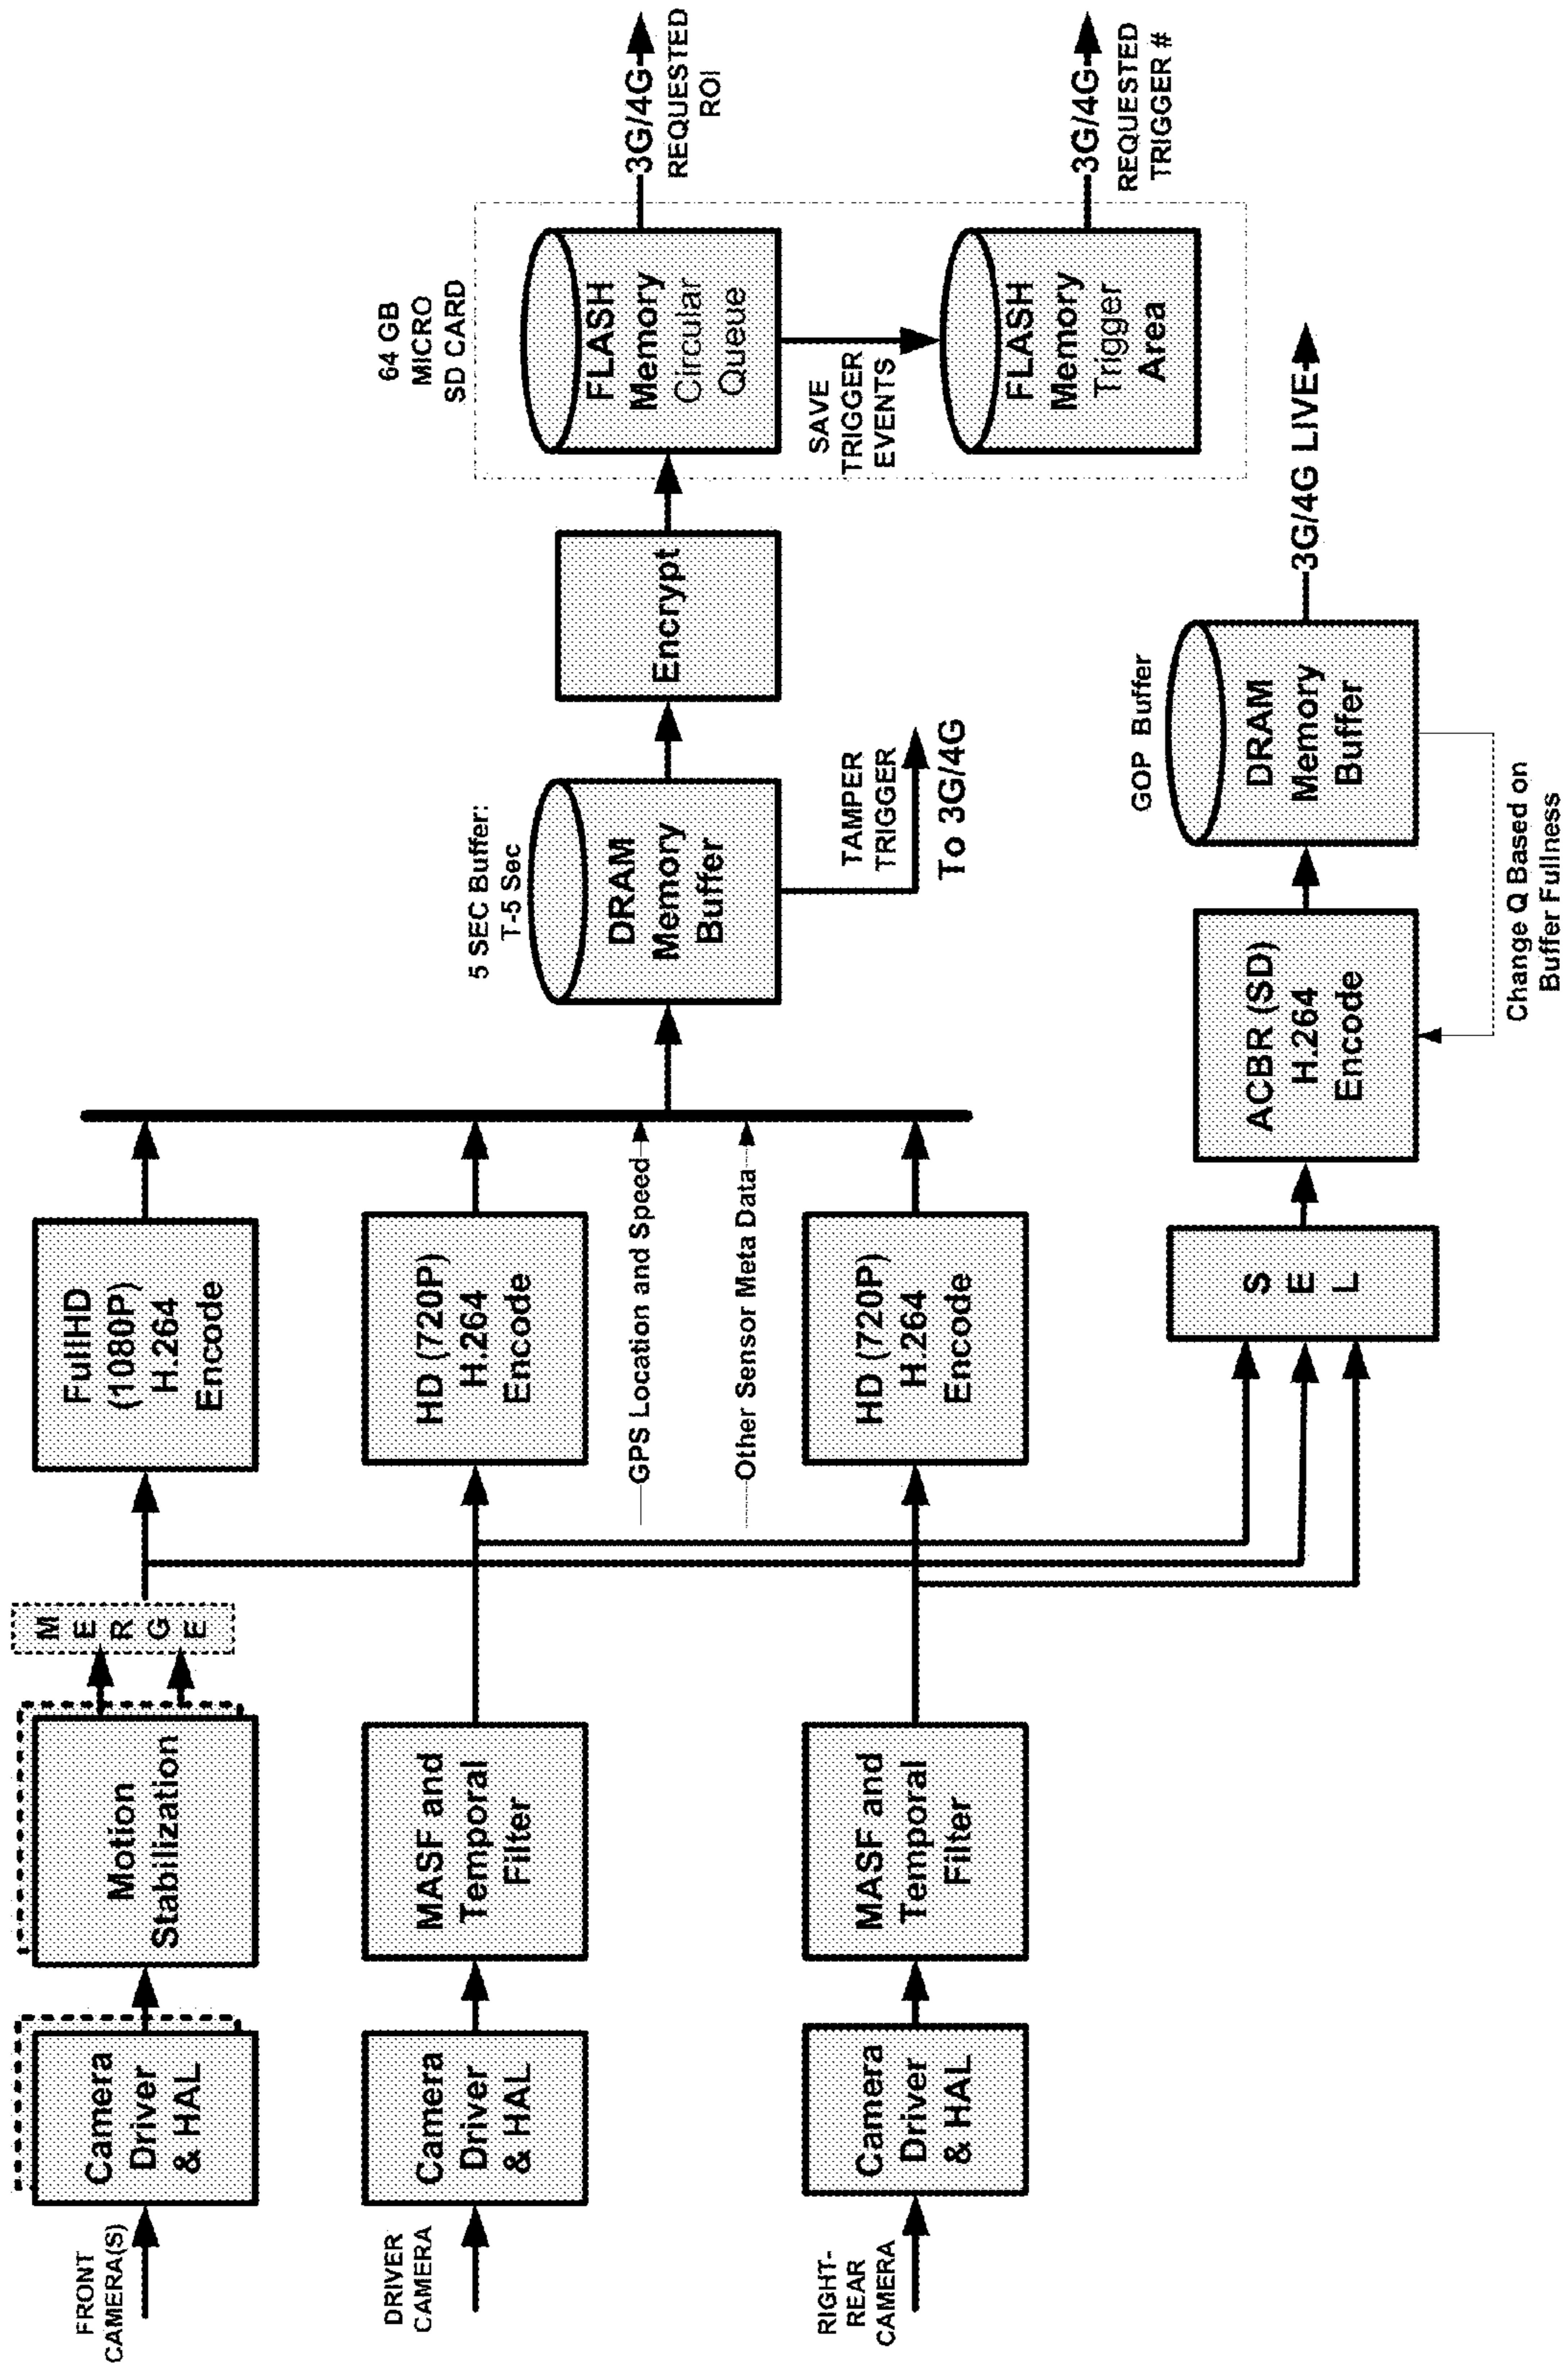 FRONT
CAMERA(S)
Camera
Driver
& HAL
Motion
Stabilization
M
E
R
G
E
FullHD
(1080P)
H.264
Encode
DRIVER
CAMERA
Camera
Driver
& HAL
MASF and
Temporal
Filter
HD (720P)
H.264
Encode
GPS Location and Speed
Other Sensor Meta Data
RIGHT-
REAR
CAMERA
Camera
Driver
& HAL
MASF and
Temporal
Filter
HD (720P)
H.264
Encode
5 SEC Buffer:
T-5 Sec
DRAM
Memory
Buffer
TAMPER
TRIGGER
To 3G/4G
Encrypt
64 GB
MICRO
SD CARD
FLASH
Memory
Circular
Queue
3G/4G
REQUESTED
ROI
SAVE
TRIGGER
EVENTS
FLASH
Memory
Trigger
Area
3G/4G
REQUESTED
TRIGGER #
S
E
L
ACBR (SD)
H.264
Encode
GOP Buffer
DRAM
Memory
Buffer
3G/4G LIVE
Change Q Based on
Buffer Fullness